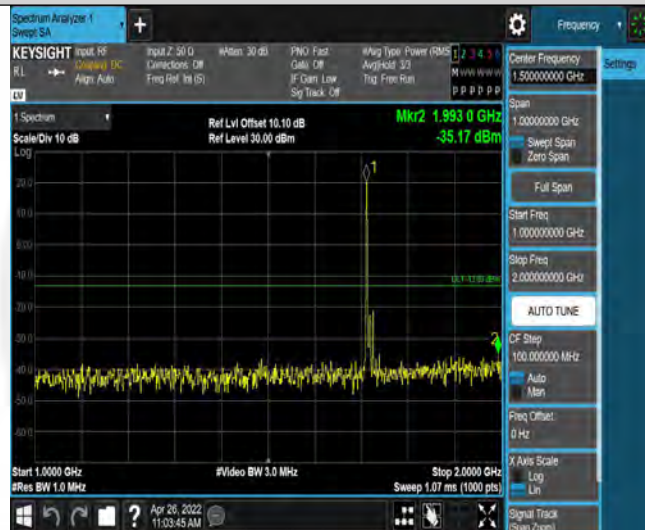 Spectrum Analyzer 1
Swept SA
Frequency
KEYSIGHT
RL
Input: RF
Coupling: DC
Align: Auto
Input Z: 50 Ω
Corrections: Off
Freq Ref: Int (S)
#Atten: 30 dB
PNO: Fast
Gate: Off
IF Gain: Low
Sig Track: Off
#Avg Type: Power (RMS
Avg|Hold: 3/3
Trig: Free Run
1 2 3 4 5 6
M W W W W W
P P P P P P
LV
1 Spectrum
Scale/Div 10 dB
Log
Ref Lvl Offset 10.10 dB
Ref Level 30.00 dBm
Mkr2 1.993 0 GHz
-35.17 dBm
1
20.0
10.0
0.00
-10.0
-20.0
-30.0
-40.0
-50.0
-60.0
2
Start 1.0000 GHz
#Res BW 1.0 MHz
#Video BW 3.0 MHz
Stop 2.0000 GHz
Sweep 1.07 ms (1000 pts)
Apr 26, 2022
11:03:45 AM
Center Frequency
1.500000000 GHz
Settings
Span
1.00000000 GHz
Swept Span
Zero Span
Full Span
Start Freq
1.000000000 GHz
Stop Freq
2.000000000 GHz
AUTO TUNE
CF Step
100.000000 MHz
Auto
Man
Freq Offset
0 Hz
X Axis Scale
Log
Lin
Signal Track
(Span Zoom)